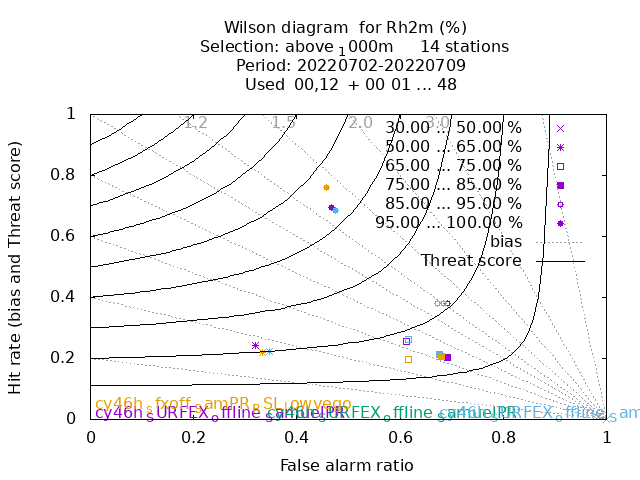 Wilson diagram for Rh2m (%)
Selection: above 1000m 14 stations
Period: 20220702-20220709
Used 00,12 + 00 01 ... 48
Hit rate (bias and Threat score)
1
0.8
0.6
0.4
0.2
0
1.2
1.5
2.0
3.0
30.00 ... 50.00 %
50.00 ... 65.00 %
65.00 ... 75.00 %
75.00 ... 85.00 %
85.00 ... 95.00 %
95.00 ... 100.00 %
bias
Threat score
cy46h_sfxoff_samPR_RSL_lowvego
cy46h_SURFEX_offline
0
0.2
0.4
0.6
0.8
1
False alarm ratio